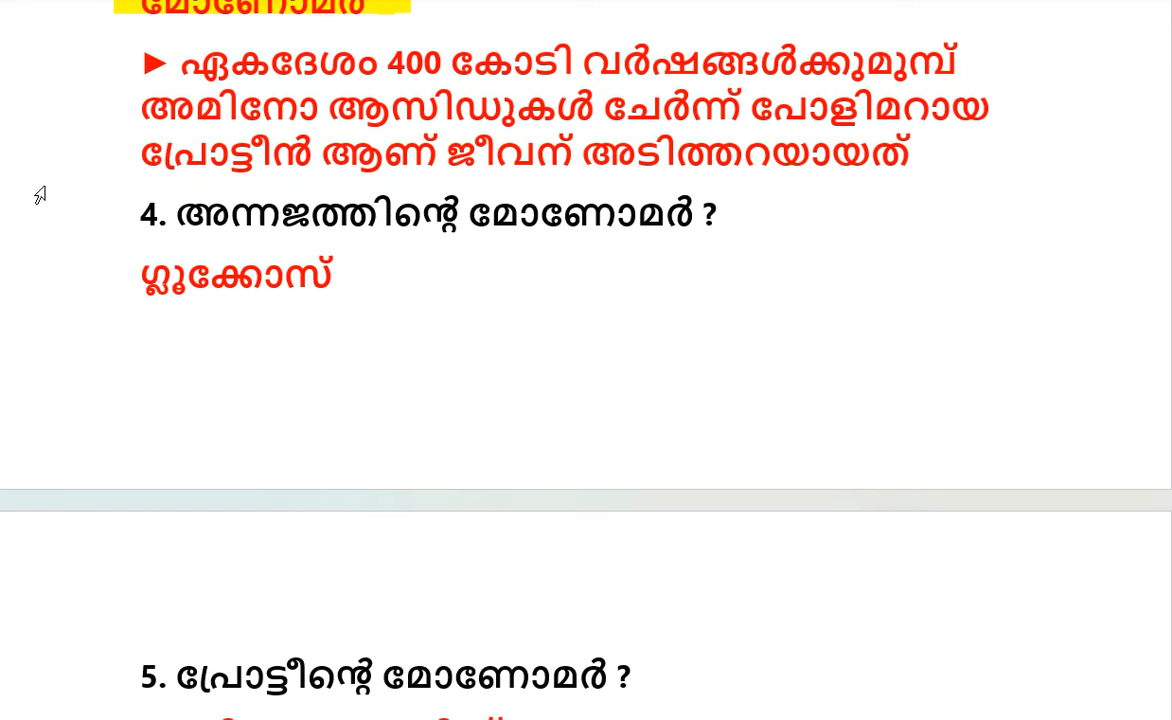 മോണോമർ
► ഏകദേശം 400 കോടി വർഷങ്ങൾക്കുമുമ്പ്
അമിനോ ആസിഡുകൾ ചേർന്ന് പോളിമറായ
പ്രോട്ടീൻ ആണ് ജീവന് അടിത്തറയായത്
4. അന്നജത്തിന്റെ മോണോമർ ?
ഗ്ലൂക്കോസ്
5. പ്രോട്ടീന്റെ മോണോമർ ?